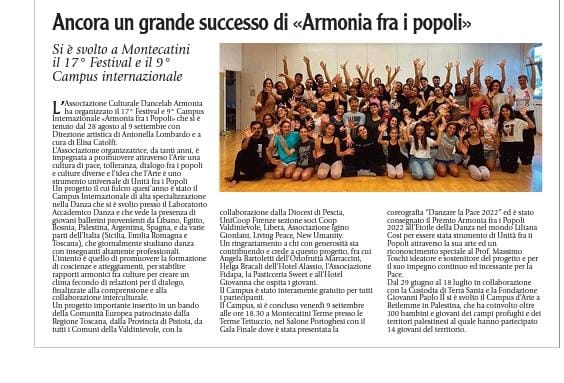 Ancora un grande successo di «Armonia fra i popoli»
Si è svolto a Montecatini
il 17° Festival e il 9°
Campus internazionale
L'Associazione Culturale Dancelab Armonia
ha organizzato il 17° Festival e 9° Campus
Internazionale «Armonia fra i Popoli» che si è
tenuto dal 28 agosto al 9 settembre con
Direzione artistica di Antonella Lombardo e a
cura di Elisa Catolfi.
L'Associazione organizzatrice, da tanti anni, è
impegnata a promuovere attraverso l'Arte una
cultura di pace, tolleranza, dialogo fra i popoli
e culture diverse e l'idea che l'Arte è uno
strumento universale di Unità fra i Popoli
Un progetto il cui fulcro quest'anno è stato il
Campus Internazionale di alta specializzazione
nella Danza che si è svolto presso il Laboratorio
Accademico Danza e che vede la presenza di
giovani ballerini provenienti da Libano, Egitto,
Bosnia, Palestina, Argentina, Spagna, e da varie
parti dell'Italia (Sicilia, Emilia Romagna e
Toscana), che giornalmente studiano danza
con insegnanti altamente professionali.
L'intento è quello di promuovere la formazione
di coscienze e atteggiamenti, per stabilire
rapporti armonici fra culture per creare un
clima fecondo di relazioni per il dialogo,
finalizzate alla comprensione e alla
collaborazione interculturale.
Un progetto importante inserito in un bando
della Comunità Europea patrocinato dalla
Regione Toscana, dalla Provincia di Pistoia, da
tutti i Comuni della Valdinievole, con la
collaborazione dalla Diocesi di Pescia,
UniCoop Firenze sezione soci Coop
Valdinievole, Libera, Associazione Igino
Giordani, Living Peace, New Umanity.
Un ringraziamento a chi con generosità sta
contribuendo e crede a questo progetto, fra cui
Angela Bartoletti dell'Ortofrutta Marraccini,
Helga Bracali dell'Hotel Alassio, l'Associazione
Fidapa, la Pasticceria Sweet e all'Hotel
Giovanna che ospita i giovani.
Il Campus è stato interamente gratuito per tutti i
partecipanti.
Il Campus, si è concluso venerdì 9 settembre
alle ore 18.30 a Montecatini Terme presso le
Terme Tettuccio, nel Salone Portoghesi con il
Gala Finale dove è stata presentata la
coreografia "Danzare la Pace 2022" ed è stato
consegnato il Premio Armonia fra i Popoli
2022 all'Etoile della Danza nel mondo Liliana
Cosi per essere stata strumento di Unità fra i
Popoli attraverso la sua arte ed un
riconoscimento speciale al Prof. Massimo
Toschi ideatore e sostenitore del progetto e per
il suo impegno continuo ed incessante per la
Pace.
Dal 29 giugno al 18 luglio in collaborazione
con la Custodia di Terra Santa e la Fondazione
Giovanni Paolo II si è svolto il Campus d'Arte a
Betlemme in Palestina, che ha coinvolto oltre
100 bambini e giovani dei campi profughi e dei
territori palestinesi al quale hanno partecipato
14 giovani del territorio.